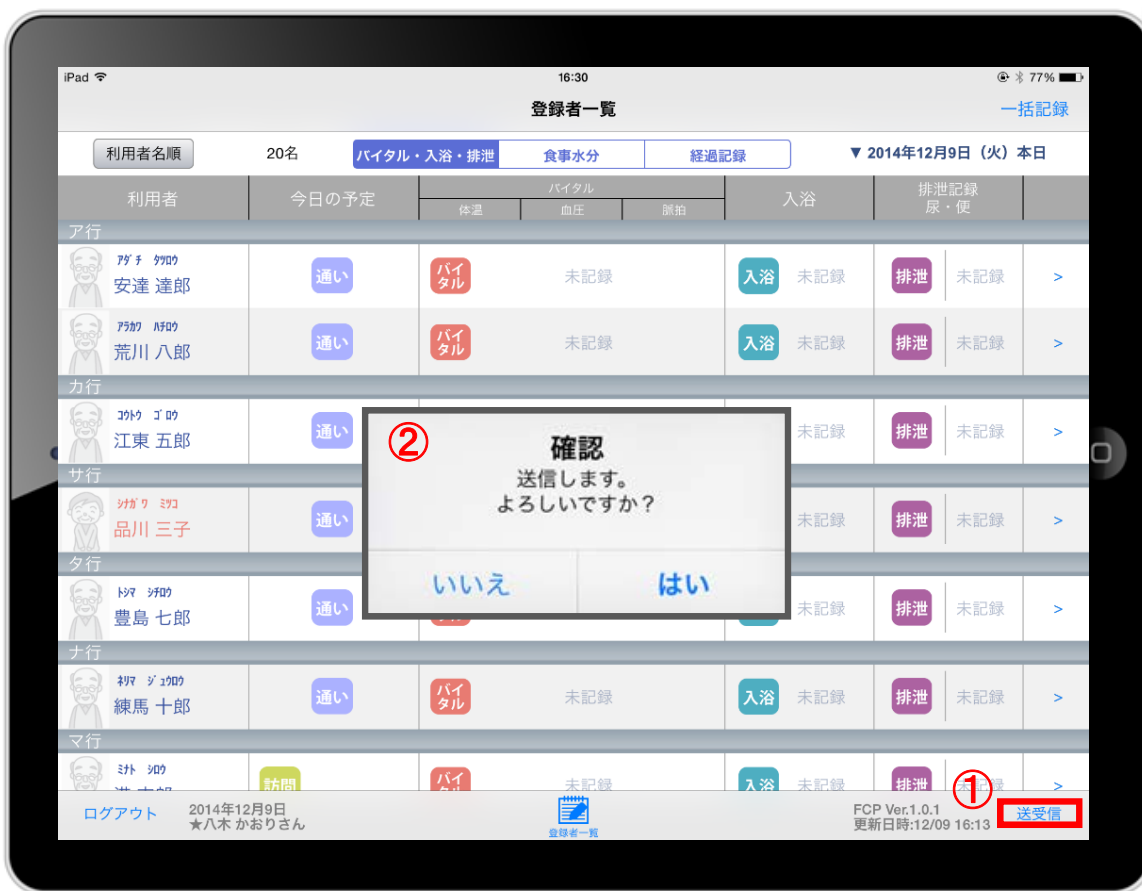 iPad 16:30 77%
登録者一覧 一括記録
利用者名順 20名 バイタル・入浴・排泄 食事水分 経過記録 ▼ 2014年12月9日（火）本日
利用者 今日の予定 バイタル 入浴 排泄記録
体温 血圧 脈拍 尿・便
ア行
ｱﾀﾞﾁ ﾀﾂﾛｳ
安達 達郎 通い バイタル 未記録 入浴 未記録 排泄 未記録 >
ｱﾗｶﾜ ﾊﾁﾛｳ
荒川 八郎 通い バイタル 未記録 入浴 未記録 排泄 未記録 >
カ行
ｺｳﾄｳ ｺﾞﾛｳ
江東 五郎 通い 未記録 排泄 未記録 >
サ行
ｼﾅｶﾞﾜ ﾐﾂｺ
品川 三子 通い 未記録 排泄 未記録 >
タ行
ﾄｼﾏ ｼﾁﾛｳ
豊島 七郎 通い 未記録 排泄 未記録 >
ナ行
ﾈﾘﾏ ｼﾞｭｳﾛｳ
練馬 十郎 通い バイタル 未記録 入浴 未記録 排泄 未記録 >
マ行
ﾐﾅﾄ ｼﾛｳ
訪問 バイタル 未記録 入浴 未記録 排泄 >
②
確認
送信します。
よろしいですか？
いいえ はい
①
ログアウト 2014年12月9日 FCP Ver.1.0.1 送受信
★八木 かおりさん 登録者一覧 更新日時:12/09 16:13